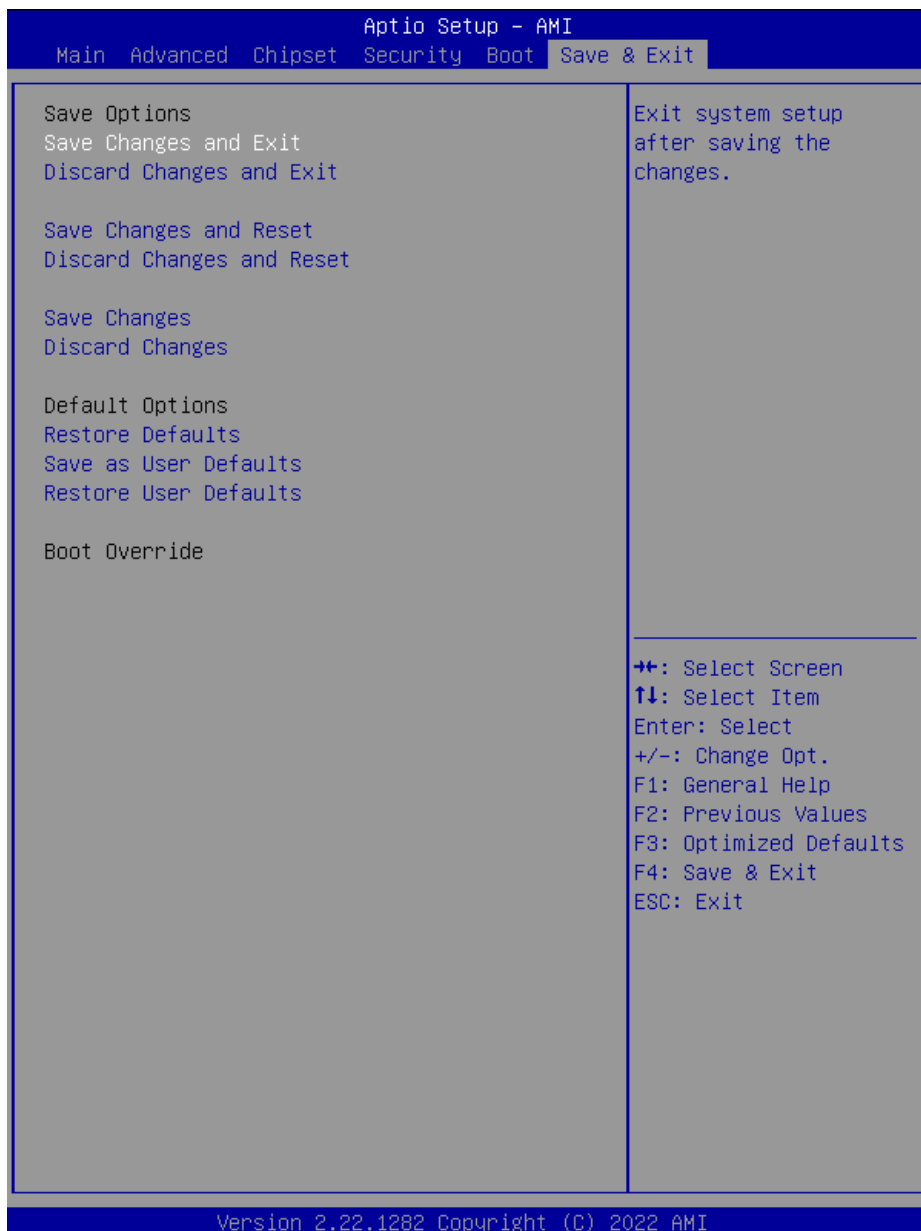 Aptio Setup – AMI
Main Advanced Chipset Security Boot Save & Exit
Save Options
Save Changes and Exit
Discard Changes and Exit
Save Changes and Reset
Discard Changes and Reset
Save Changes
Discard Changes
Default Options
Restore Defaults
Save as User Defaults
Restore User Defaults
Boot Override
Exit system setup
after saving the
changes.
→←: Select Screen
↑↓: Select Item
Enter: Select
+/-: Change Opt.
F1: General Help
F2: Previous Values
F3: Optimized Defaults
F4: Save & Exit
ESC: Exit
Version 2.22.1282 Copyright (C) 2022 AMI